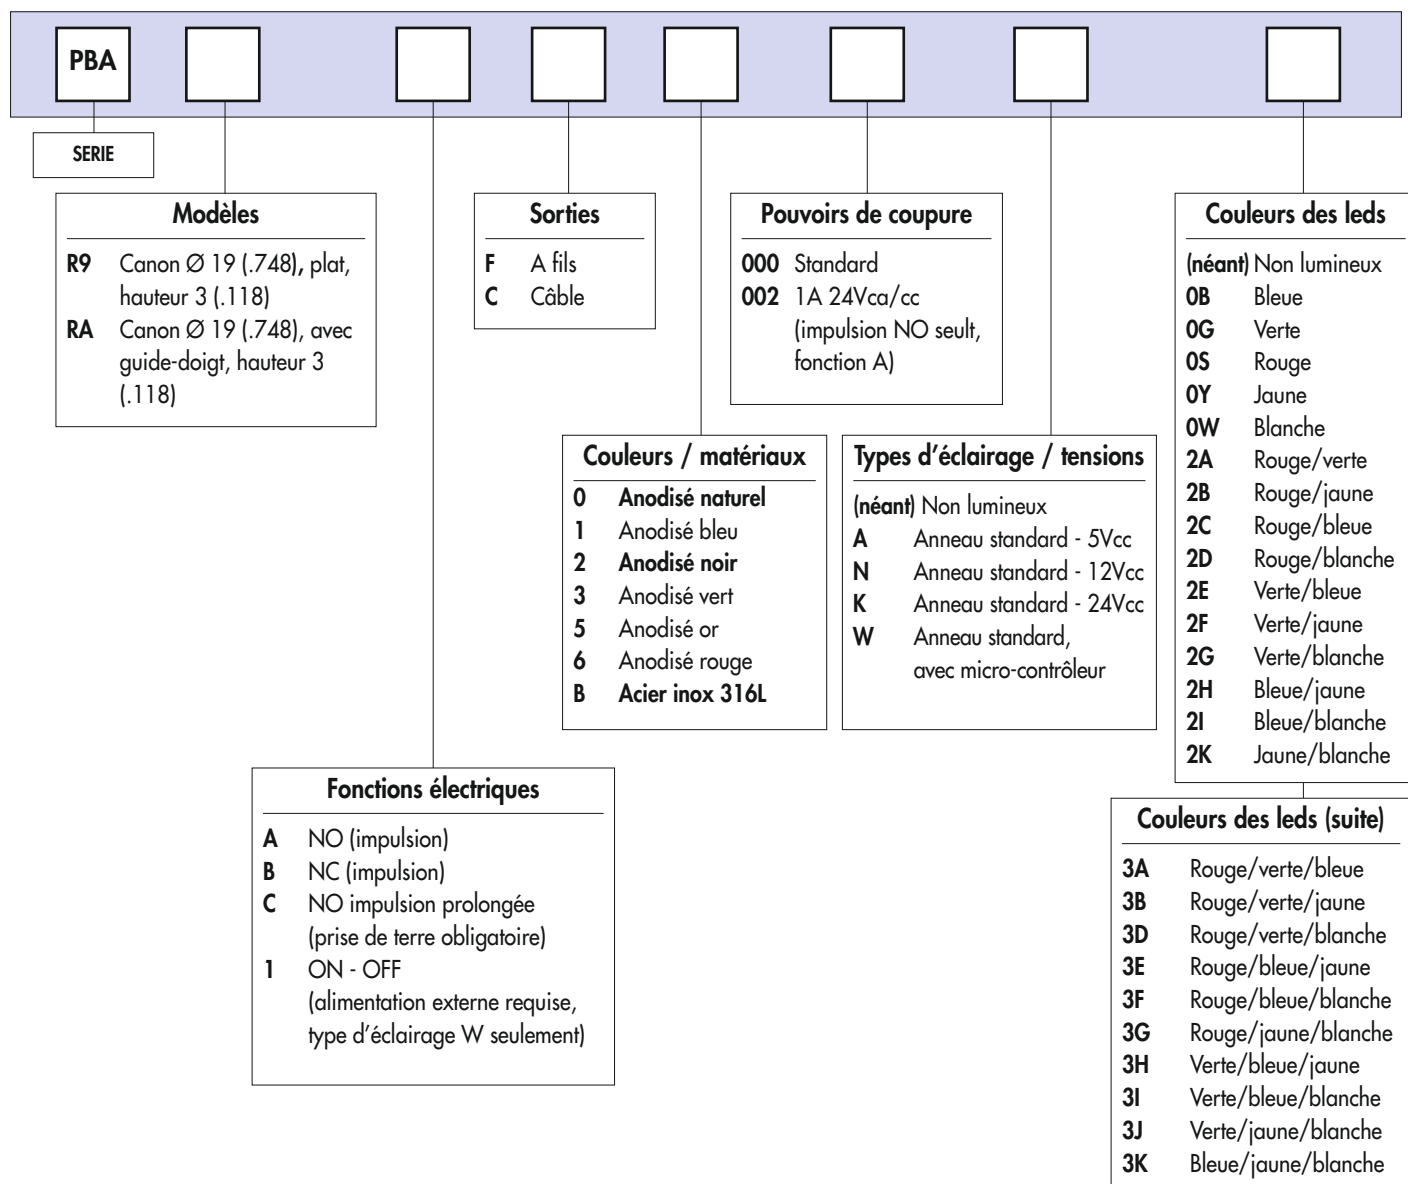 PBA
SERIE
Modèles
R9 Canon Ø 19 (.748), plat,
hauteur 3 (.118)
RA Canon Ø 19 (.748), avec
guide-doigt, hauteur 3
(.118)
Sorties
F A fils
C Câble
Pouvoirs de coupure
000 Standard
002 1A 24Vca/cc
(impulsion NO seult,
fonction A)
Couleurs des leds
(néant) Non lumineux
0B Bleue
0G Verte
0S Rouge
0Y Jaune
0W Blanche
2A Rouge/verte
2B Rouge/jaune
2C Rouge/bleue
2D Rouge/blanche
2E Verte/bleue
2F Verte/jaune
2G Verte/blanche
2H Bleue/jaune
2I Bleue/blanche
2K Jaune/blanche
Couleurs / matériaux
0 Anodisé naturel
1 Anodisé bleu
2 Anodisé noir
3 Anodisé vert
5 Anodisé or
6 Anodisé rouge
B Acier inox 316L
Types d'éclairage / tensions
(néant) Non lumineux
A Anneau standard - 5Vcc
N Anneau standard - 12Vcc
K Anneau standard - 24Vcc
W Anneau standard,
avec micro-contrôleur
Fonctions électriques
A NO (impulsion)
B NC (impulsion)
C NO impulsion prolongée
(prise de terre obligatoire)
1 ON - OFF
(alimentation externe requise,
type d'éclairage W seulement)
Couleurs des leds (suite)
3A Rouge/verte/bleue
3B Rouge/verte/jaune
3D Rouge/verte/blanche
3E Rouge/bleue/jaune
3F Rouge/bleue/blanche
3G Rouge/jaune/blanche
3H Verte/bleue/jaune
3I Verte/bleue/blanche
3J Verte/jaune/blanche
3K Bleue/jaune/blanche